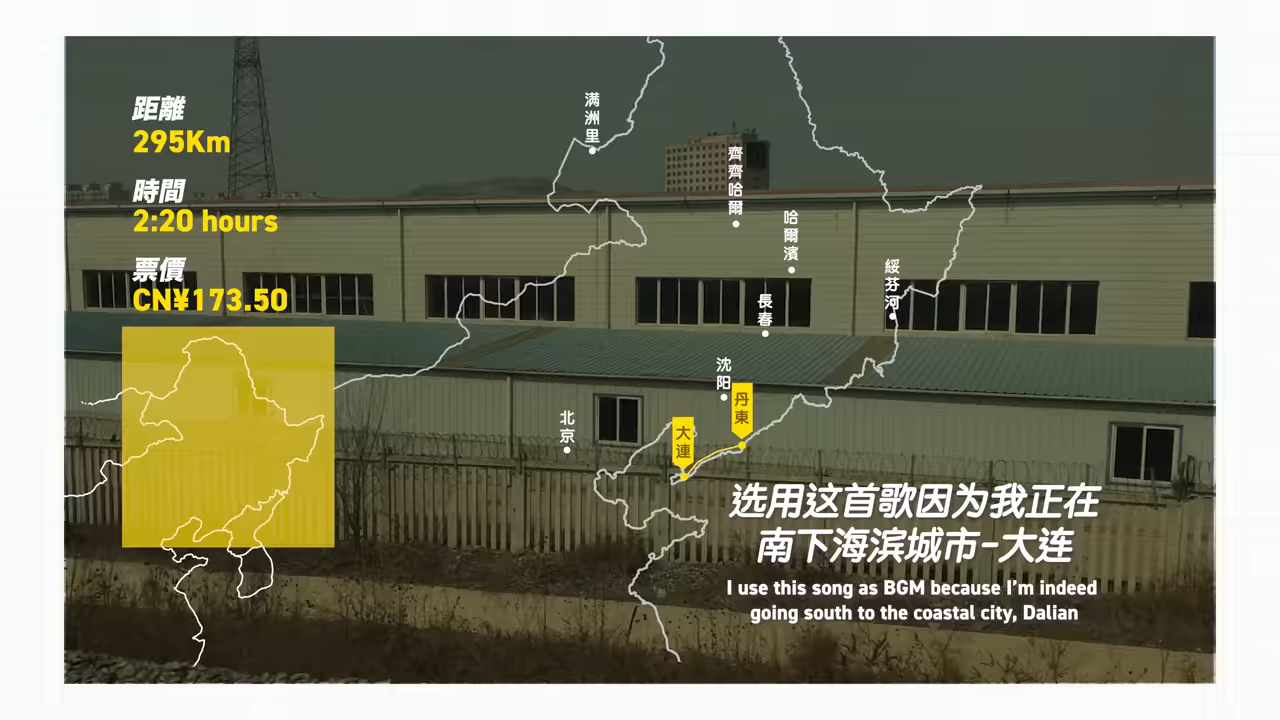 距離
295Km
時間
2:20 hours
票價
CN¥173.50
满洲里
齊齊哈爾
哈爾濱
綏芬河
長春
沈阳
丹東
北京
大連
选用这首歌因为我正在
南下海滨城市-大连
I use this song as BGM because I'm indeed
going south to the coastal city, Dalian